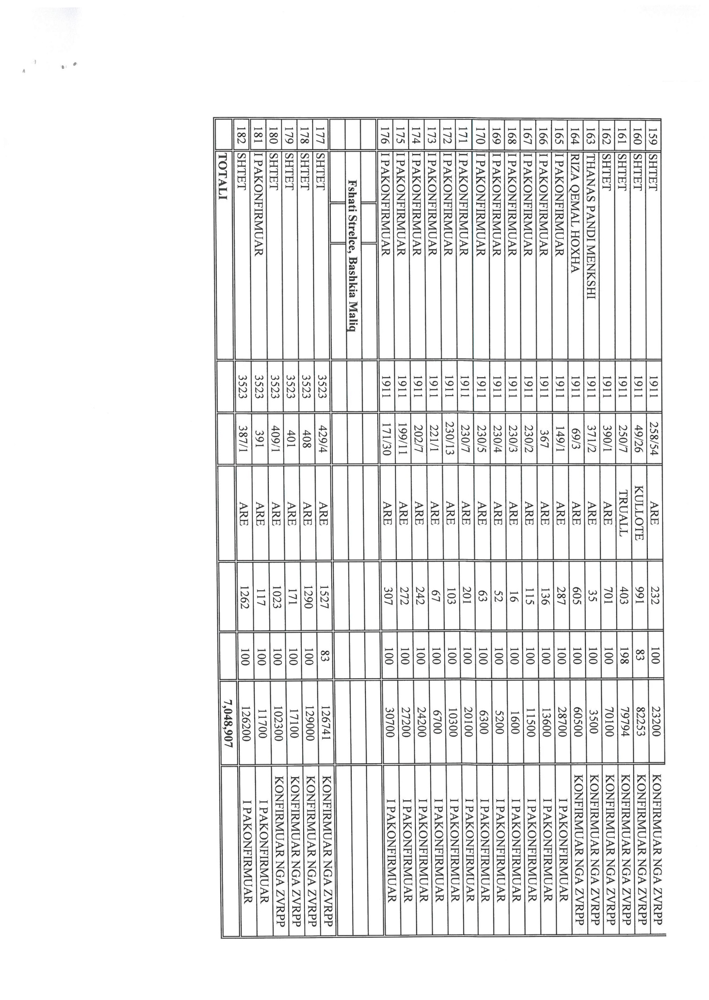 159 SHTET 1911 258/54 ARE 232 100 23200 KONFIRMUAR NGA ZVRPP
160 SHTET 1911 49/26 KULLOTE 991 83 82253 KONFIRMUAR NGA ZVRPP
161 SHTET 1911 250/7 TRUALL 403 198 79794 KONFIRMUAR NGA ZVRPP
162 SHTET 1911 390/1 ARE 701 100 70100 KONFIRMUAR NGA ZVRPP
163 THANAS PANDI MENKSHI 1911 371/2 ARE 35 100 3500 KONFIRMUAR NGA ZVRPP
164 RIZA QEMAL HOXHA 1911 69/3 ARE 605 100 60500 KONFIRMUAR NGA ZVRPP
165 I PAKONFIRMUAR 1911 149/1 ARE 287 100 28700 I PAKONFIRMUAR
166 I PAKONFIRMUAR 1911 367 ARE 136 100 13600 I PAKONFIRMUAR
167 I PAKONFIRMUAR 1911 230/2 ARE 115 100 11500 I PAKONFIRMUAR
168 I PAKONFIRMUAR 1911 230/3 ARE 16 100 1600 I PAKONFIRMUAR
169 I PAKONFIRMUAR 1911 230/4 ARE 52 100 5200 I PAKONFIRMUAR
170 I PAKONFIRMUAR 1911 230/5 ARE 63 100 6300 I PAKONFIRMUAR
171 I PAKONFIRMUAR 1911 230/7 ARE 201 100 20100 I PAKONFIRMUAR
172 I PAKONFIRMUAR 1911 230/13 ARE 103 100 10300 I PAKONFIRMUAR
173 I PAKONFIRMUAR 1911 221/1 ARE 67 100 6700 I PAKONFIRMUAR
174 I PAKONFIRMUAR 1911 202/7 ARE 242 100 24200 I PAKONFIRMUAR
175 I PAKONFIRMUAR 1911 199/11 ARE 272 100 27200 I PAKONFIRMUAR
176 I PAKONFIRMUAR 1911 171/30 ARE 307 100 30700 I PAKONFIRMUAR
Fshati Strelce, Bashkia Maliq
177 SHTET 3523 429/4 ARE 1527 83 126741 KONFIRMUAR NGA ZVRPP
178 SHTET 3523 408 ARE 1290 100 129000 KONFIRMUAR NGA ZVRPP
179 SHTET 3523 401 ARE 171 100 17100 KONFIRMUAR NGA ZVRPP
180 SHTET 3523 409/1 ARE 1023 100 102300 KONFIRMUAR NGA ZVRPP
181 I PAKONFIRMUAR 3523 391 ARE 117 100 11700 I PAKONFIRMUAR
182 SHTET 3523 387/1 ARE 1262 100 126200 I PAKONFIRMUAR
TOTALI 7,048,907